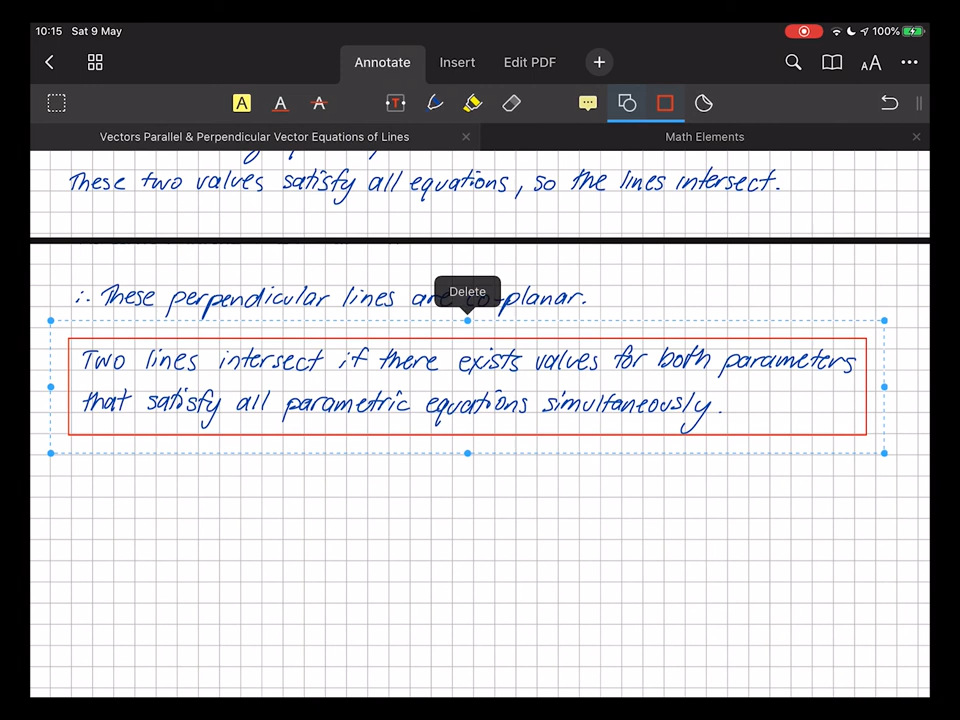 10:15 Sat 9 May
100%
Annotate Insert Edit PDF
A A A T AA
Vectors Parallel & Perpendicular Vector Equations of Lines
Math Elements
These two values satisfy all equations, so the lines intersect.
Delete
∴ These perpendicular lines are co-planar.
Two lines intersect if there exists values for both parameters
that satisfy all parametric equations simultaneously.